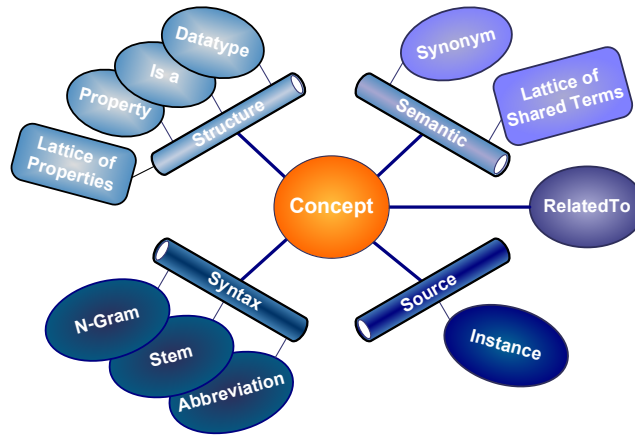 Datatype
Is a
Property
Structure
Lattice of
Properties
Synonym
Semantic
Lattice of
Shared Terms
Concept
RelatedTo
Syntax
N-Gram
Stem
Abbreviation
Source
Instance